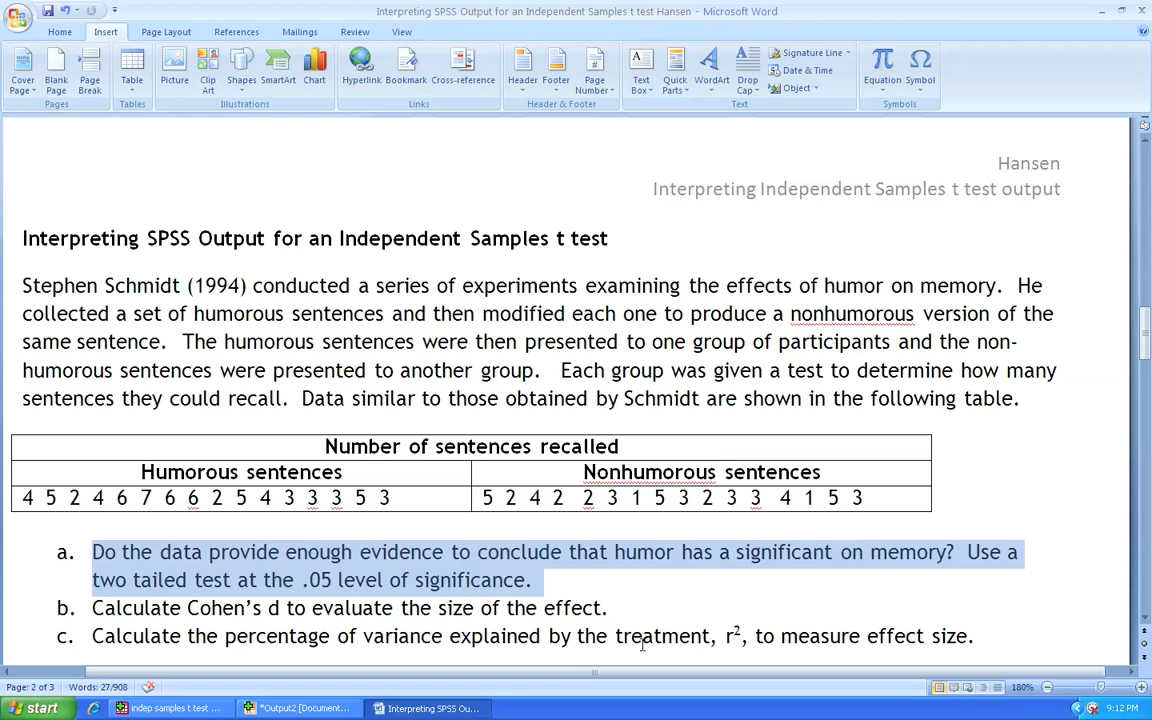 Interpreting SPSS Output for an Independent Samples t test Hansen - Microsoft Word
Home Insert Page Layout References Mailings Review View
Cover Page Blank Page Page Break Table Picture Clip Art Shapes SmartArt Chart Hyperlink Bookmark Cross-reference Header Footer Page Number Text Box Quick Parts WordArt Drop Cap Signature Line Date & Time Object Equation Symbol
Pages Tables Illustrations Links Header & Footer Text Symbols
Hansen
Interpreting Independent Samples t test output
Interpreting SPSS Output for an Independent Samples t test
Stephen Schmidt (1994) conducted a series of experiments examining the effects of humor on memory. He
collected a set of humorous sentences and then modified each one to produce a nonhumorous version of the
same sentence. The humorous sentences were then presented to one group of participants and the non-
humorous sentences were presented to another group. Each group was given a test to determine how many
sentences they could recall. Data similar to those obtained by Schmidt are shown in the following table.
Number of sentences recalled
Humorous sentences Nonhumorous sentences
4 5 2 4 6 7 6 6 2 5 4 3 3 3 5 3 5 2 4 2 2 3 1 5 3 2 3 3 4 1 5 3
a. Do the data provide enough evidence to conclude that humor has a significant on memory? Use a
two tailed test at the .05 level of significance.
b. Calculate Cohen's d to evaluate the size of the effect.
c. Calculate the percentage of variance explained by the treatment, r², to measure effect size.
Page: 2 of 3 Words: 27/908 180%
start indep samples t test ... *Output2 [Document... Interpreting SPSS Ou... 9:12 PM